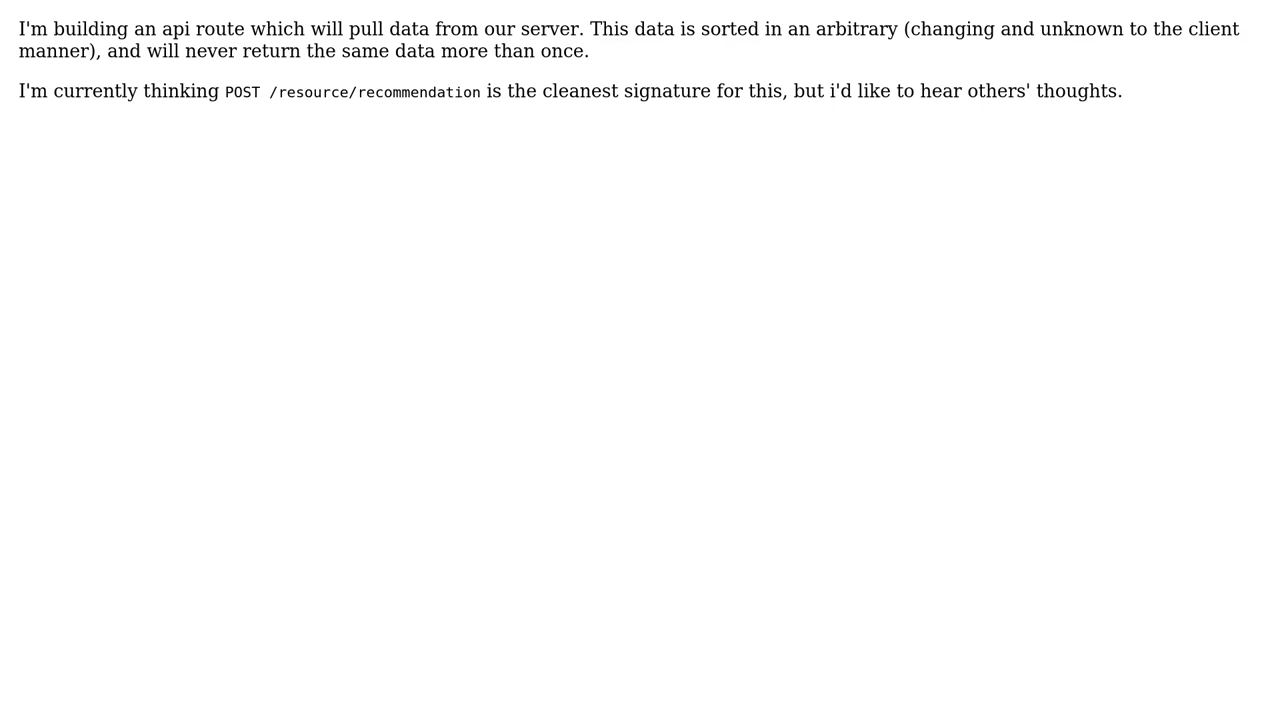 I'm building an api route which will pull data from our server. This data is sorted in an arbitrary (changing and unknown to the client
manner), and will never return the same data more than once.
I'm currently thinking POST /resource/recommendation is the cleanest signature for this, but i'd like to hear others' thoughts.